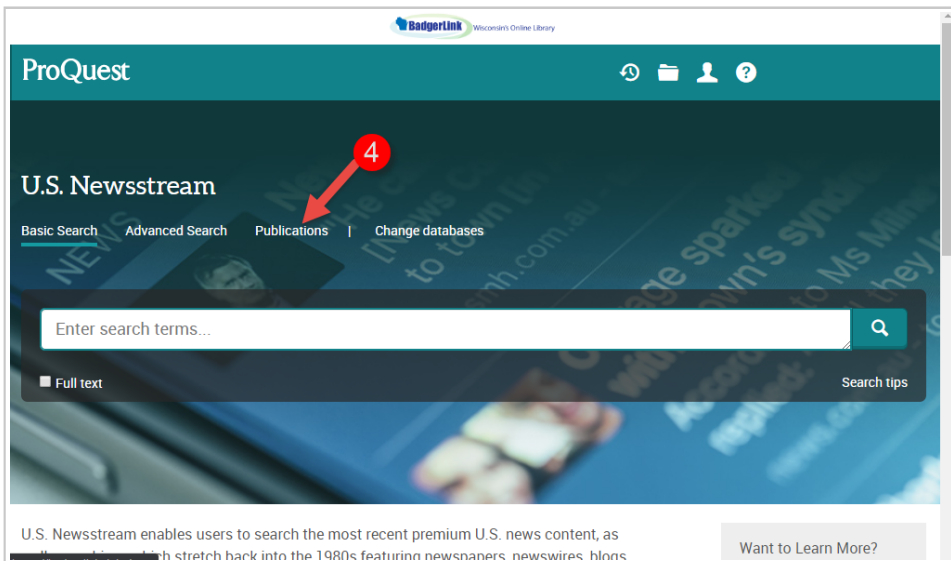 BadgerLink Wisconsin's Online Library
ProQuest
4
U.S. Newsstream
Basic Search Advanced Search Publications | Change databases
Enter search terms...
Full text Search tips
U.S. Newsstream enables users to search the most recent premium U.S. news content, as
stretch back into the 1980s featuring newspapers, newswires, blogs,
Want to Learn More?